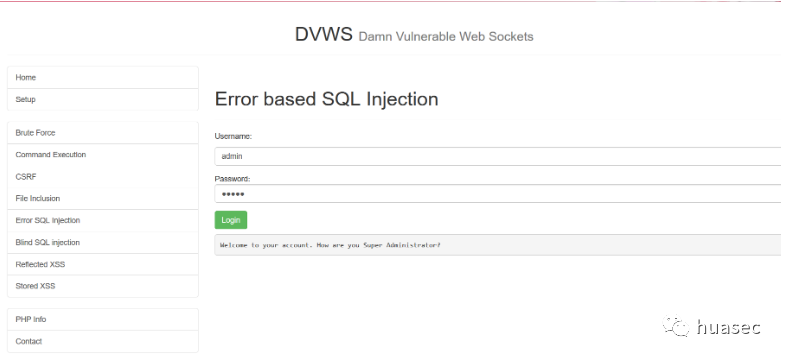 DVWS Damn Vulnerable Web Sockets
Home
Setup
Brute Force
Command Execution
CSRF
File Inclusion
Error SQL Injection
Blind SQL injection
Reflected XSS
Stored XSS
PHP Info
Contact
Error based SQL Injection
Username:
admin
Password:
•••••
Login
Welcome to your account. How are you Super Administrator?
huasec